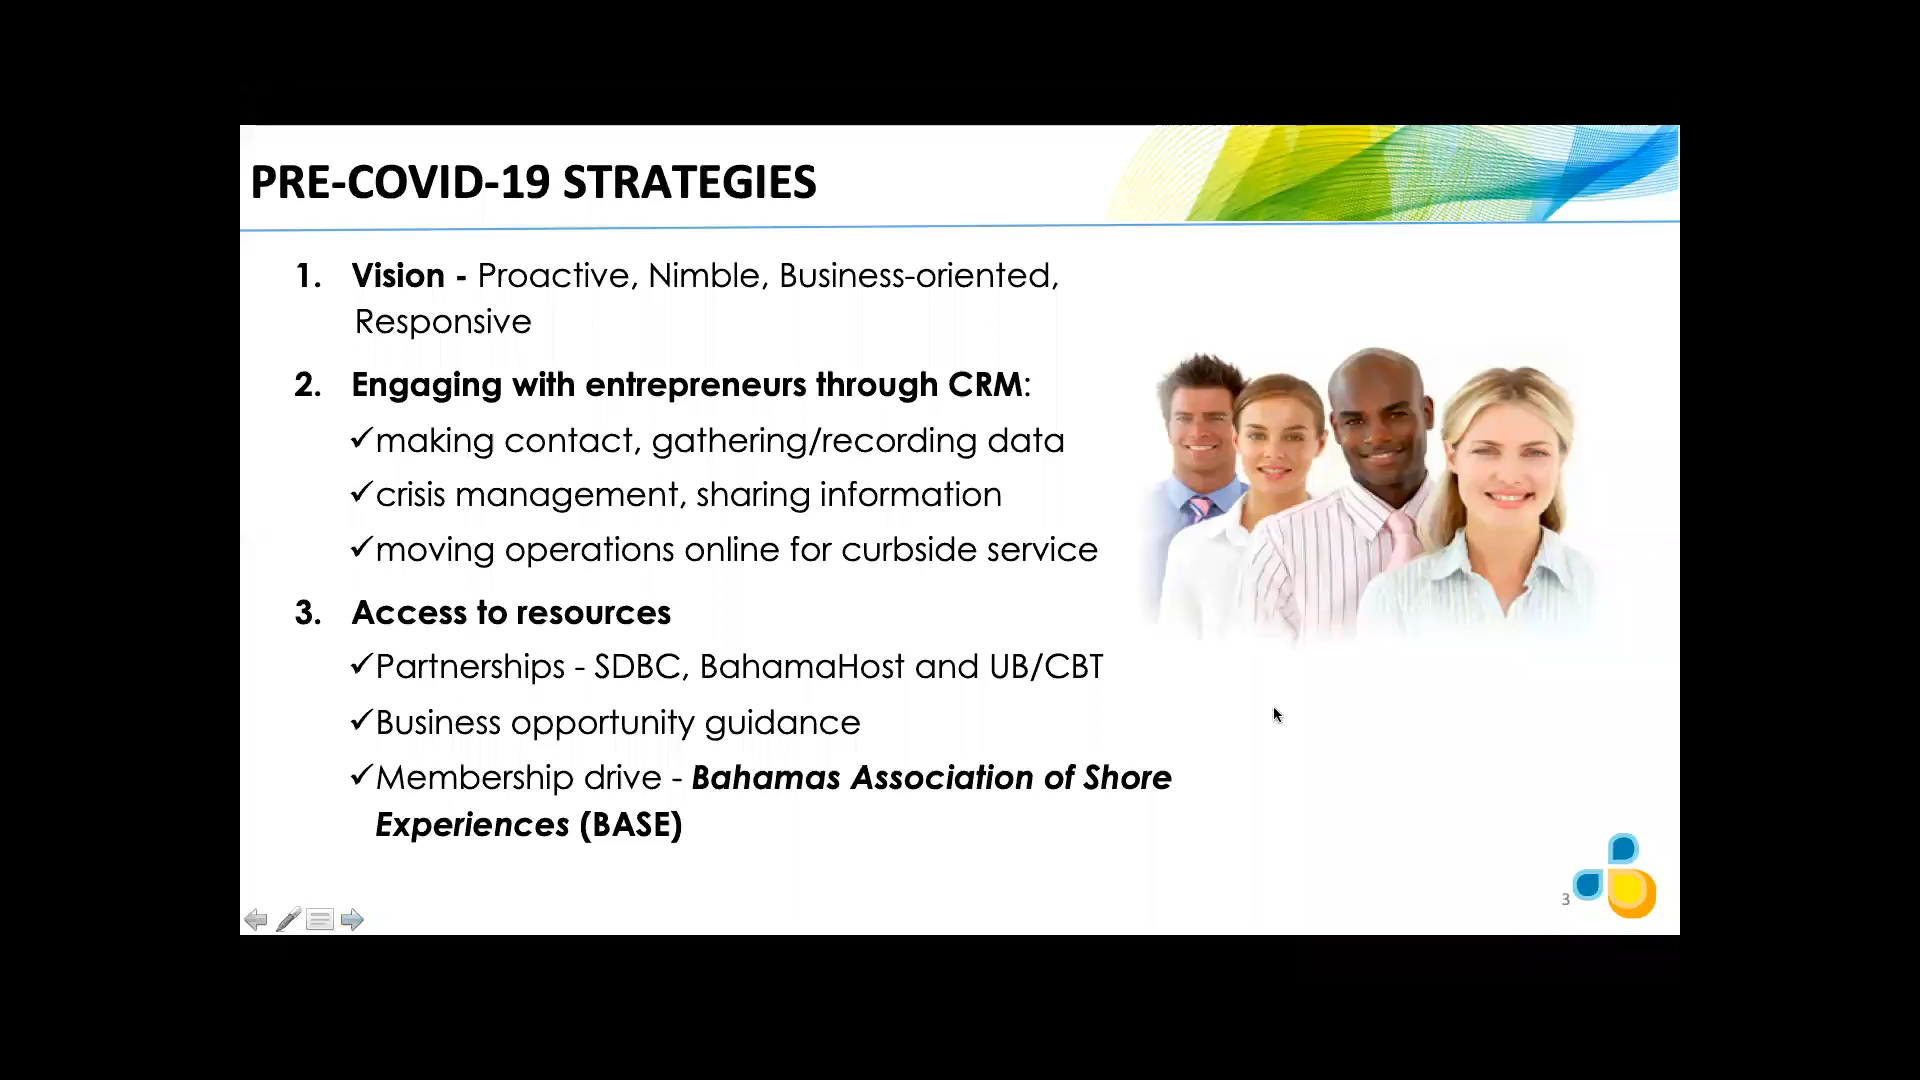 PRE-COVID-19 STRATEGIES
1. Vision - Proactive, Nimble, Business-oriented,
Responsive
2. Engaging with entrepreneurs through CRM:
✓making contact, gathering/recording data
✓crisis management, sharing information
✓moving operations online for curbside service
3. Access to resources
✓Partnerships - SDBC, BahamaHost and UB/CBT
✓Business opportunity guidance
✓Membership drive - Bahamas Association of Shore
Experiences (BASE)
3